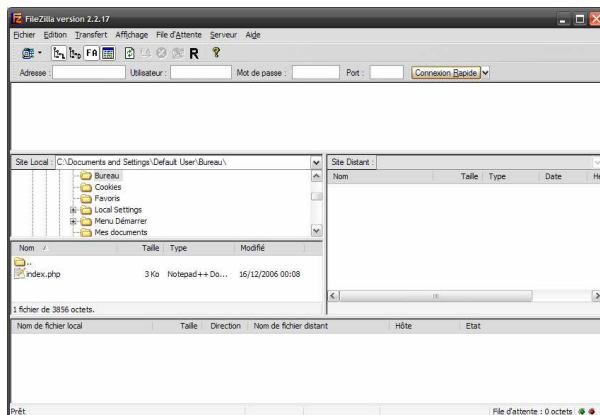 FileZilla version 2.2.17
Fichier Edition Transfert Affichage File d'Attente Serveur Aide
FA R ?
Adresse : Utilisateur : Mot de passe : Port : Connexion Rapide
Site Local : C:\Documents and Settings\Default User\Bureau\
Bureau
Cookies
Favoris
Local Settings
Menu Démarrer
Mes documents
Nom Taille Type Modifié
..
index.php 3 Ko Notepad++ Do... 16/12/2006 00:08
1 fichier de 3856 octets.
Site Distant :
Nom Taille Type Date He
Nom de fichier local Taille Direction Nom de fichier distant Hôte Etat
Prêt File d'attente : 0 octets